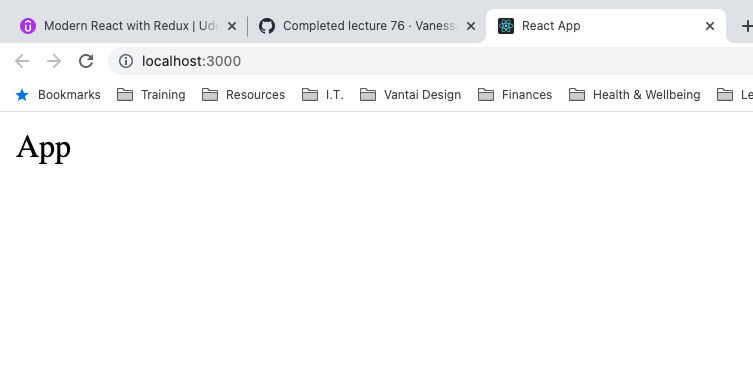 Modern React with Redux | Ude
Completed lecture 76 · Vaness
React App
localhost:3000
Bookmarks Training Resources I.T. Vantai Design Finances Health & Wellbeing Le
App